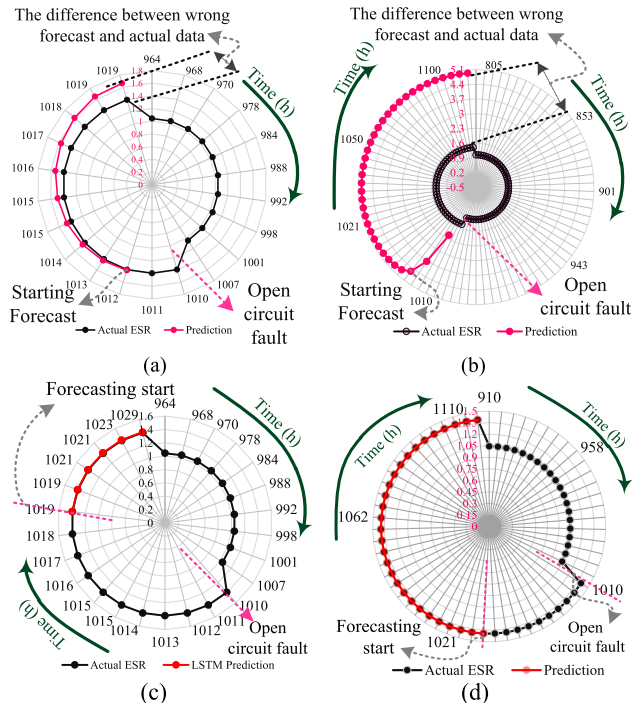 The difference between wrong
forecast and actual data
Time (h)
964
968
970
978
984
988
992
998
1001
1007
1010
1011
1012
1013
1014
1015
1015
1016
1017
1018
1019
1019
1.8
1.6
1.4
1.2
1
0.8
0.6
0.4
0.2
0
Starting
Forecast
Open
circuit
fault
Actual ESR
Prediction
(a)
The difference between wrong
forecast and actual data
Time (h)
Time (h)
805
853
901
943
1010
1021
1050
1100
5.1
4.4
3.7
3
2.3
1.6
0.9
0.2
-0.5
Starting
Forecast
Open
circuit fault
Actual ESR
Prediction
(b)
Forecasting start
Time (h)
Time (h)
964
968
970
978
984
988
992
998
1001
1007
1010
1011
1012
1013
1014
1015
1015
1016
1017
1018
1019
1019
1021
1021
1023
1029
1.6
1.4
1.2
1
0.8
0.6
0.4
0.2
0
Open
circuit fault
Actual ESR
LSTM Prediction
(c)
Time (h)
Time (h)
910
958
1010
1021
1062
1110
1.5
1.35
1.2
1.05
0.9
0.75
0.6
0.45
0.3
0.15
0
Forecasting
start
Open
circuit fault
Actual ESR
Prediction
(d)